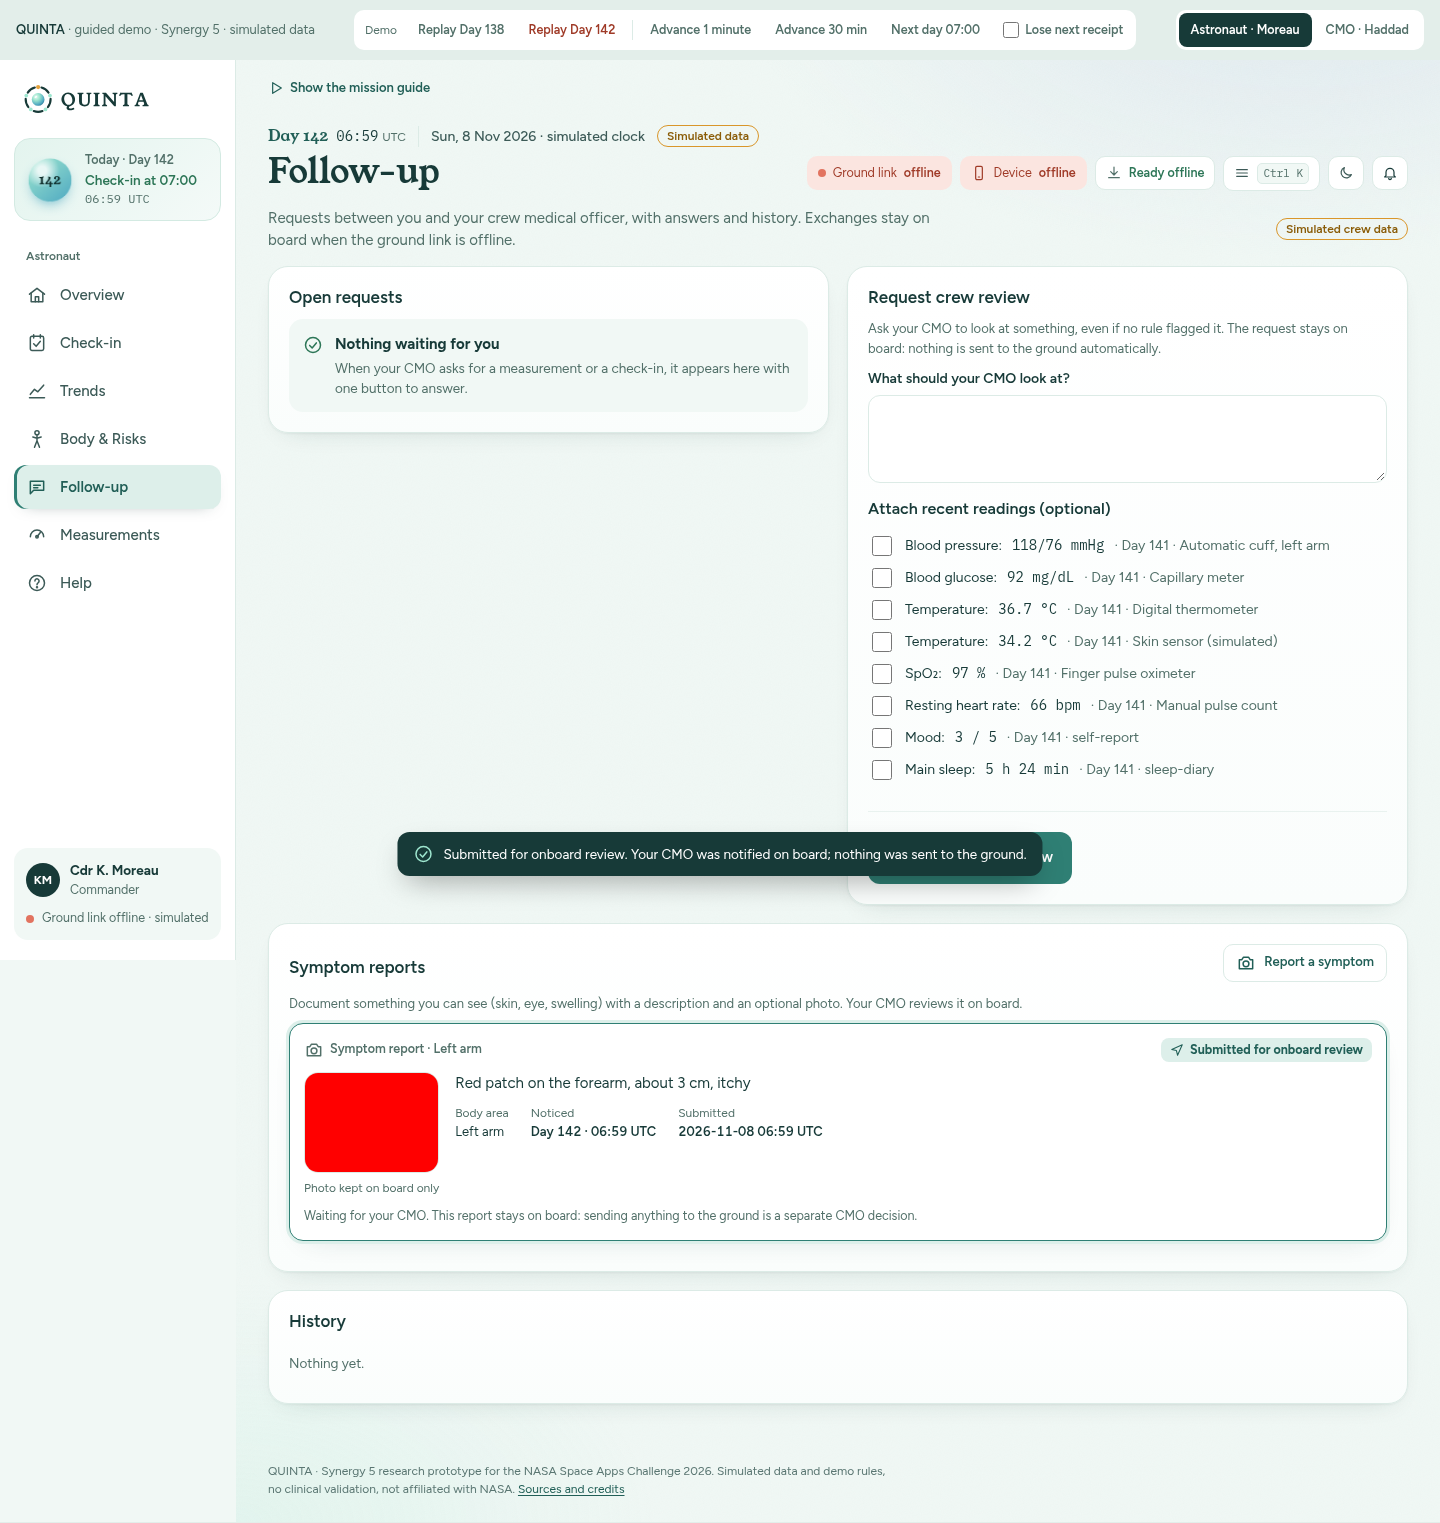 QUINTA · guided demo · Synergy 5 · simulated data
Demo Replay Day 138 Replay Day 142 Advance 1 minute Advance 30 min Next day 07:00 Lose next receipt
Astronaut · Moreau CMO · Haddad
QUINTA
142
Today · Day 142
Check-in at 07:00
06:59 UTC
Astronaut
Overview
Check-in
Trends
Body & Risks
Follow-up
Measurements
Help
KM
Cdr K. Moreau
Commander
Ground link offline · simulated
Show the mission guide
Day 142 06:59 UTC Sun, 8 Nov 2026 · simulated clock Simulated data
Follow-up
Ground link offline Device offline Ready offline Ctrl K
Requests between you and your crew medical officer, with answers and history. Exchanges stay on
board when the ground link is offline.
Simulated crew data
Open requests
Nothing waiting for you
When your CMO asks for a measurement or a check-in, it appears here with
one button to answer.
Request crew review
Ask your CMO to look at something, even if no rule flagged it. The request stays on
board: nothing is sent to the ground automatically.
What should your CMO look at?
Attach recent readings (optional)
Blood pressure: 118/76 mmHg · Day 141 · Automatic cuff, left arm
Blood glucose: 92 mg/dL · Day 141 · Capillary meter
Temperature: 36.7 °C · Day 141 · Digital thermometer
Temperature: 34.2 °C · Day 141 · Skin sensor (simulated)
SpO₂: 97 % · Day 141 · Finger pulse oximeter
Resting heart rate: 66 bpm · Day 141 · Manual pulse count
Mood: 3 / 5 · Day 141 · self-report
Main sleep: 5 h 24 min · Day 141 · sleep-diary
Submitted for onboard review. Your CMO was notified on board; nothing was sent to the ground.
Symptom reports
Report a symptom
Document something you can see (skin, eye, swelling) with a description and an optional photo. Your CMO reviews it on board.
Symptom report · Left arm
Submitted for onboard review
Red patch on the forearm, about 3 cm, itchy
Body area Noticed Submitted
Left arm Day 142 · 06:59 UTC 2026-11-08 06:59 UTC
Photo kept on board only
Waiting for your CMO. This report stays on board: sending anything to the ground is a separate CMO decision.
History
Nothing yet.
QUINTA · Synergy 5 research prototype for the NASA Space Apps Challenge 2026. Simulated data and demo rules,
no clinical validation, not affiliated with NASA. Sources and credits